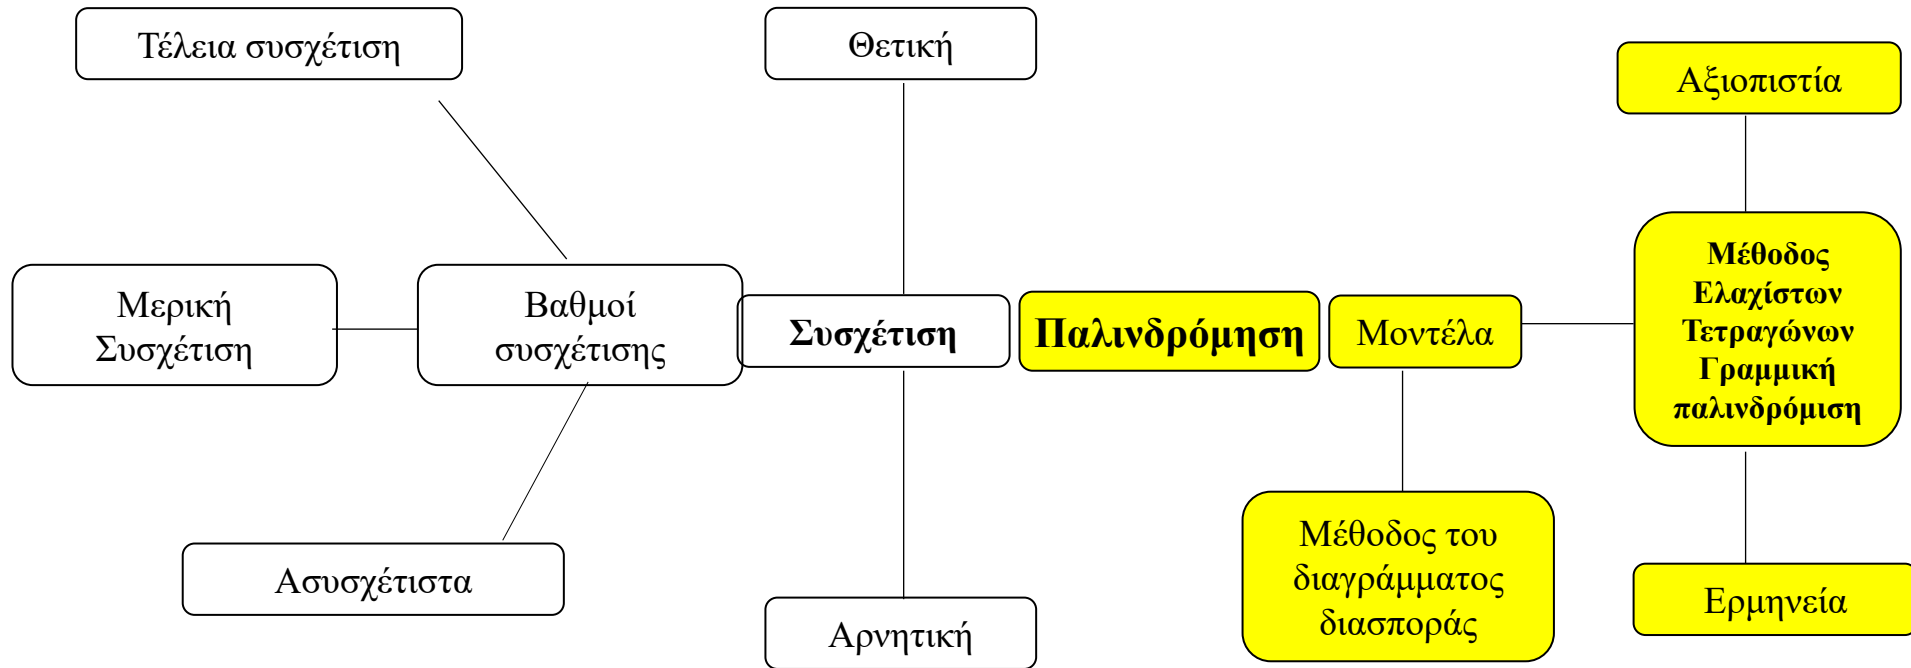 Τέλεια συσχέτιση
Θετική
Αξιοπιστία
Μερική
Συσχέτιση
Βαθμοί
συσχέτισης
Συσχέτιση
Παλινδρόμηση
Μοντέλα
Μέθοδος
Ελαχίστων
Τετραγώνων
Γραμμική
παλινδρόμιση
Ασυσχέτιστα
Αρνητική
Μέθοδος του
διαγράμματος
διασποράς
Ερμηνεία